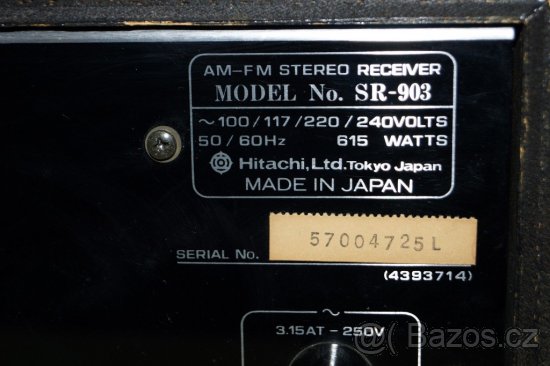 AM-FM STEREO RECEIVER
MODEL No. SR-903
~100/117/220/240VOLTS
50/60Hz 615 WATTS
Hitachi, Ltd. Tokyo Japan
MADE IN JAPAN
57004725L
SERIAL No.
(4393714)
~
3.15AT-250V
Bazos.cz